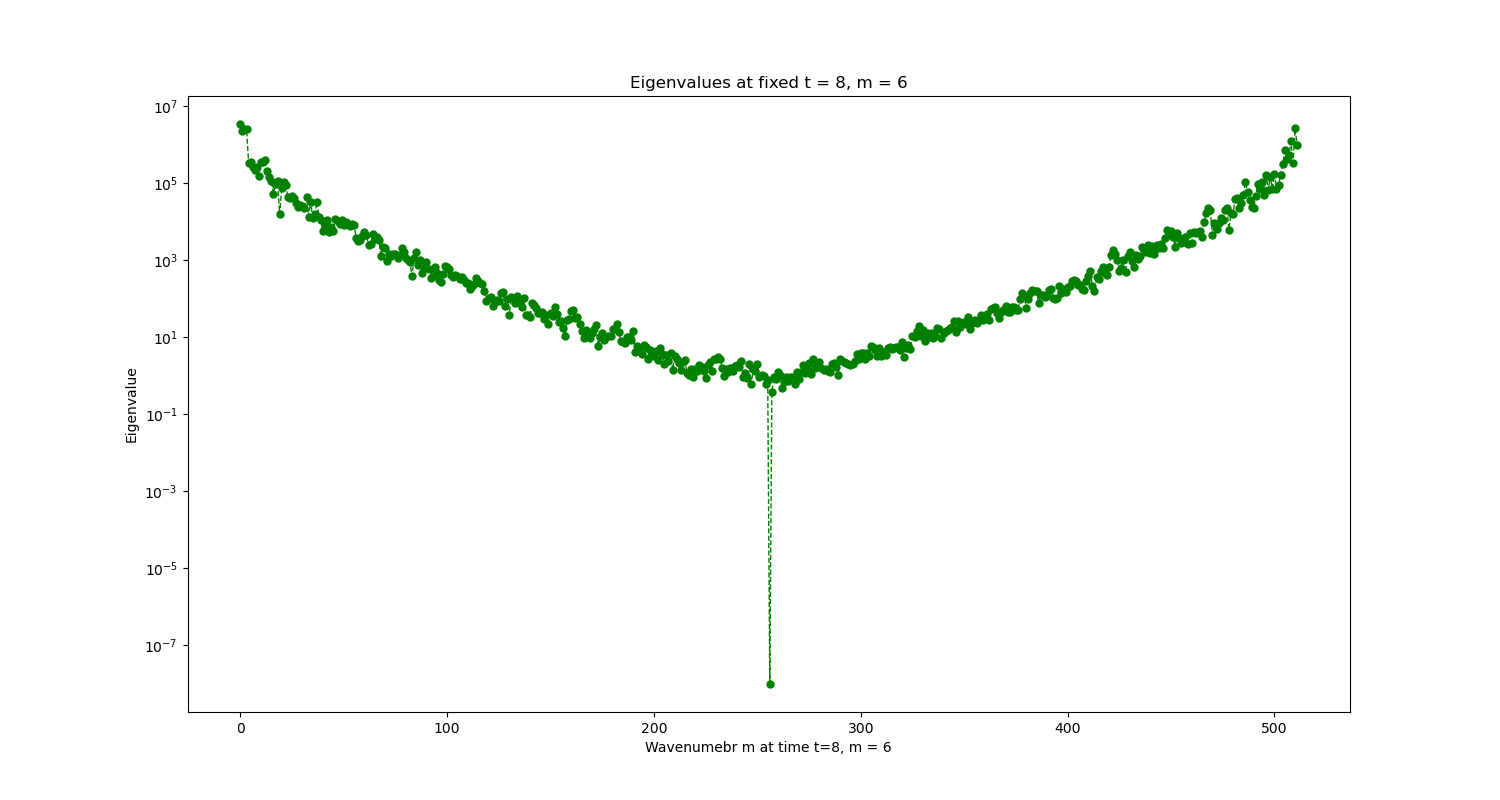 Eigenvalues at fixed t = 8, m = 6
Eigenvalue
10^7
10^5
10^3
10^1
10^−1
10^−3
10^−5
10^−7
0 100 200 300 400 500
Wavenumebr m at time t=8, m = 6